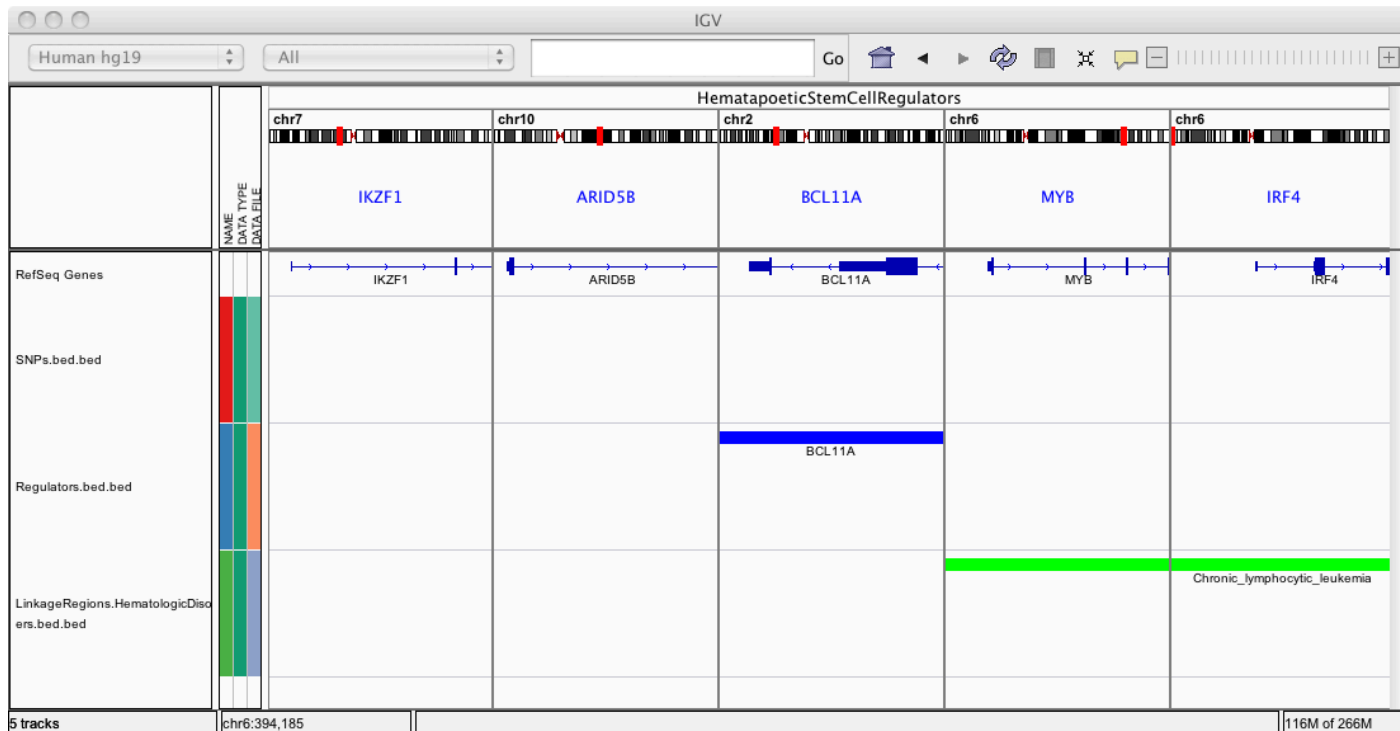 IGV
Human hg19
All
Go
HematapoeticStemCellRegulators
chr7 chr10 chr2 chr6 chr6
NAME
DATA TYPE
DATA FILE
IKZF1 ARID5B BCL11A MYB IRF4
RefSeq Genes
IKZF1 ARID5B BCL11A MYB IRF4
SNPs.bed.bed
BCL11A
Regulators.bed.bed
Chronic_lymphocytic_leukemia
LinkageRegions.HematologicDiso
ers.bed.bed
5 tracks chr6:394,185 116M of 266M